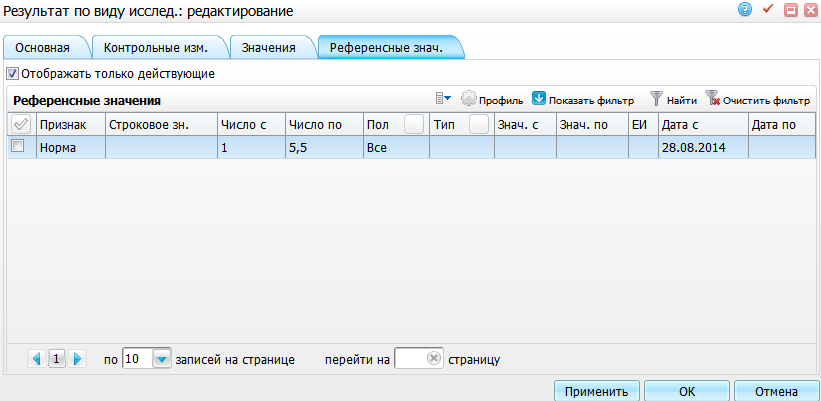 Результат по виду исслед.: редактирование
Основная Контрольные изм. Значения Референсные знач.
Отображать только действующие
Референсные значения Профиль Показать фильтр Найти Очистить фильтр
Признак Строковое зн. Число с Число по Пол Тип Знач. с Знач. по ЕИ Дата с Дата по
Норма 1 5,5 Все 28.08.2014
1 по 10 записей на странице перейти на страницу
Применить ОК Отмена